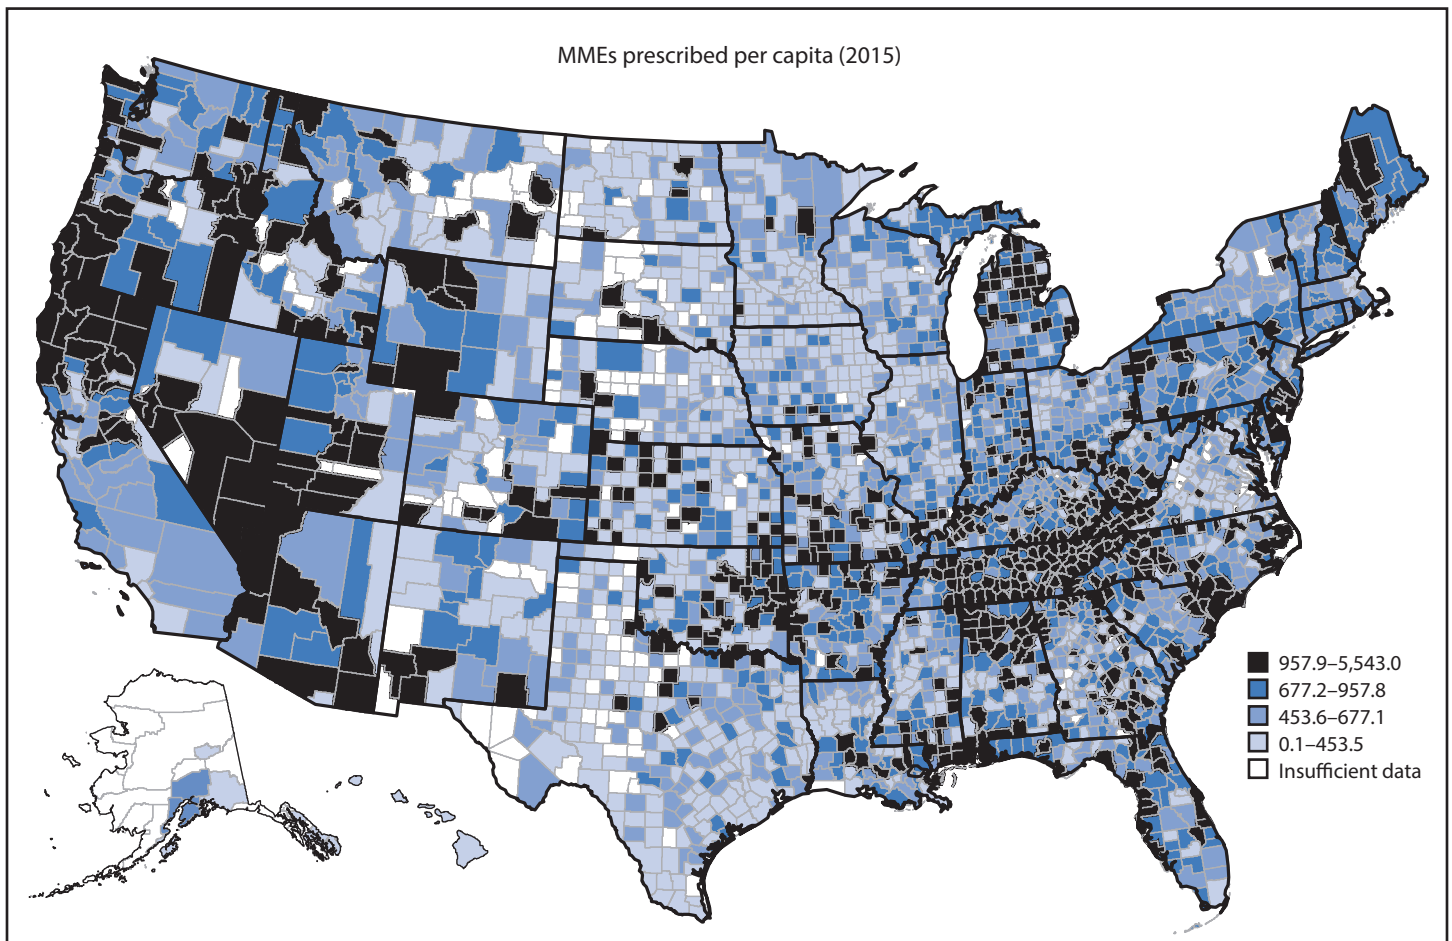 MMEs prescribed per capita (2015)
957.9–5,543.0
677.2–957.8
453.6–677.1
0.1–453.5
Insufficient data